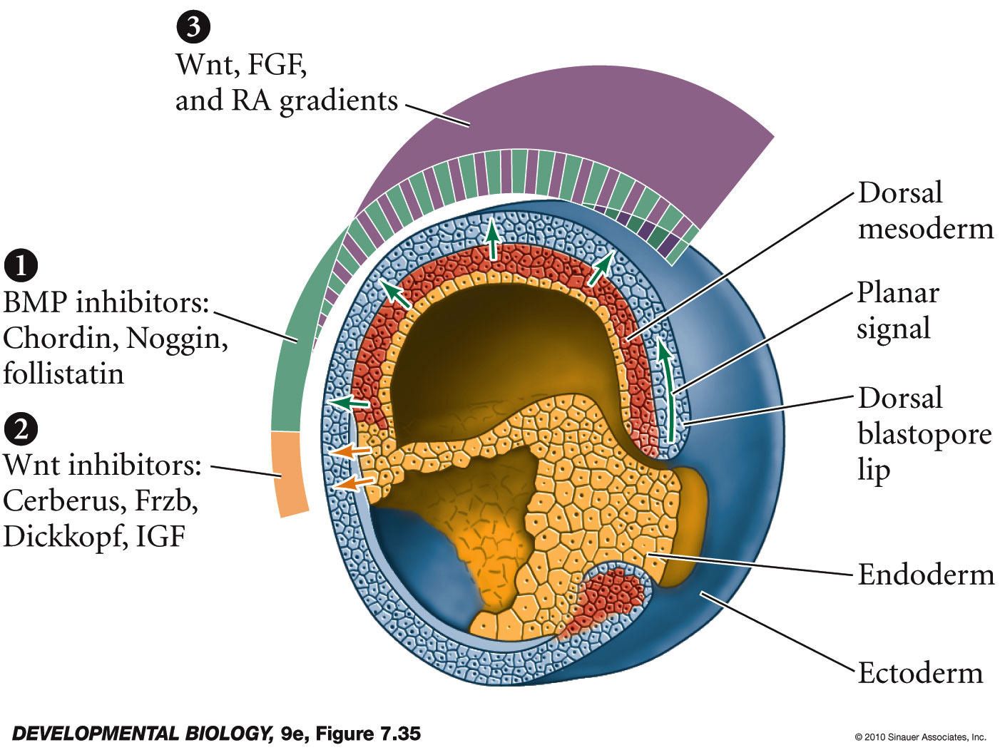 3
Wnt, FGF,
and RA gradients
1
BMP inhibitors:
Chordin, Noggin,
follistatin
2
Wnt inhibitors:
Cerberus, Frzb,
Dickkopf, IGF
Dorsal
mesoderm
Planar
signal
Dorsal
blastopore
lip
Endoderm
Ectoderm
DEVELOPMENTAL BIOLOGY, 9e, Figure 7.35
© 2010 Sinauer Associates, Inc.